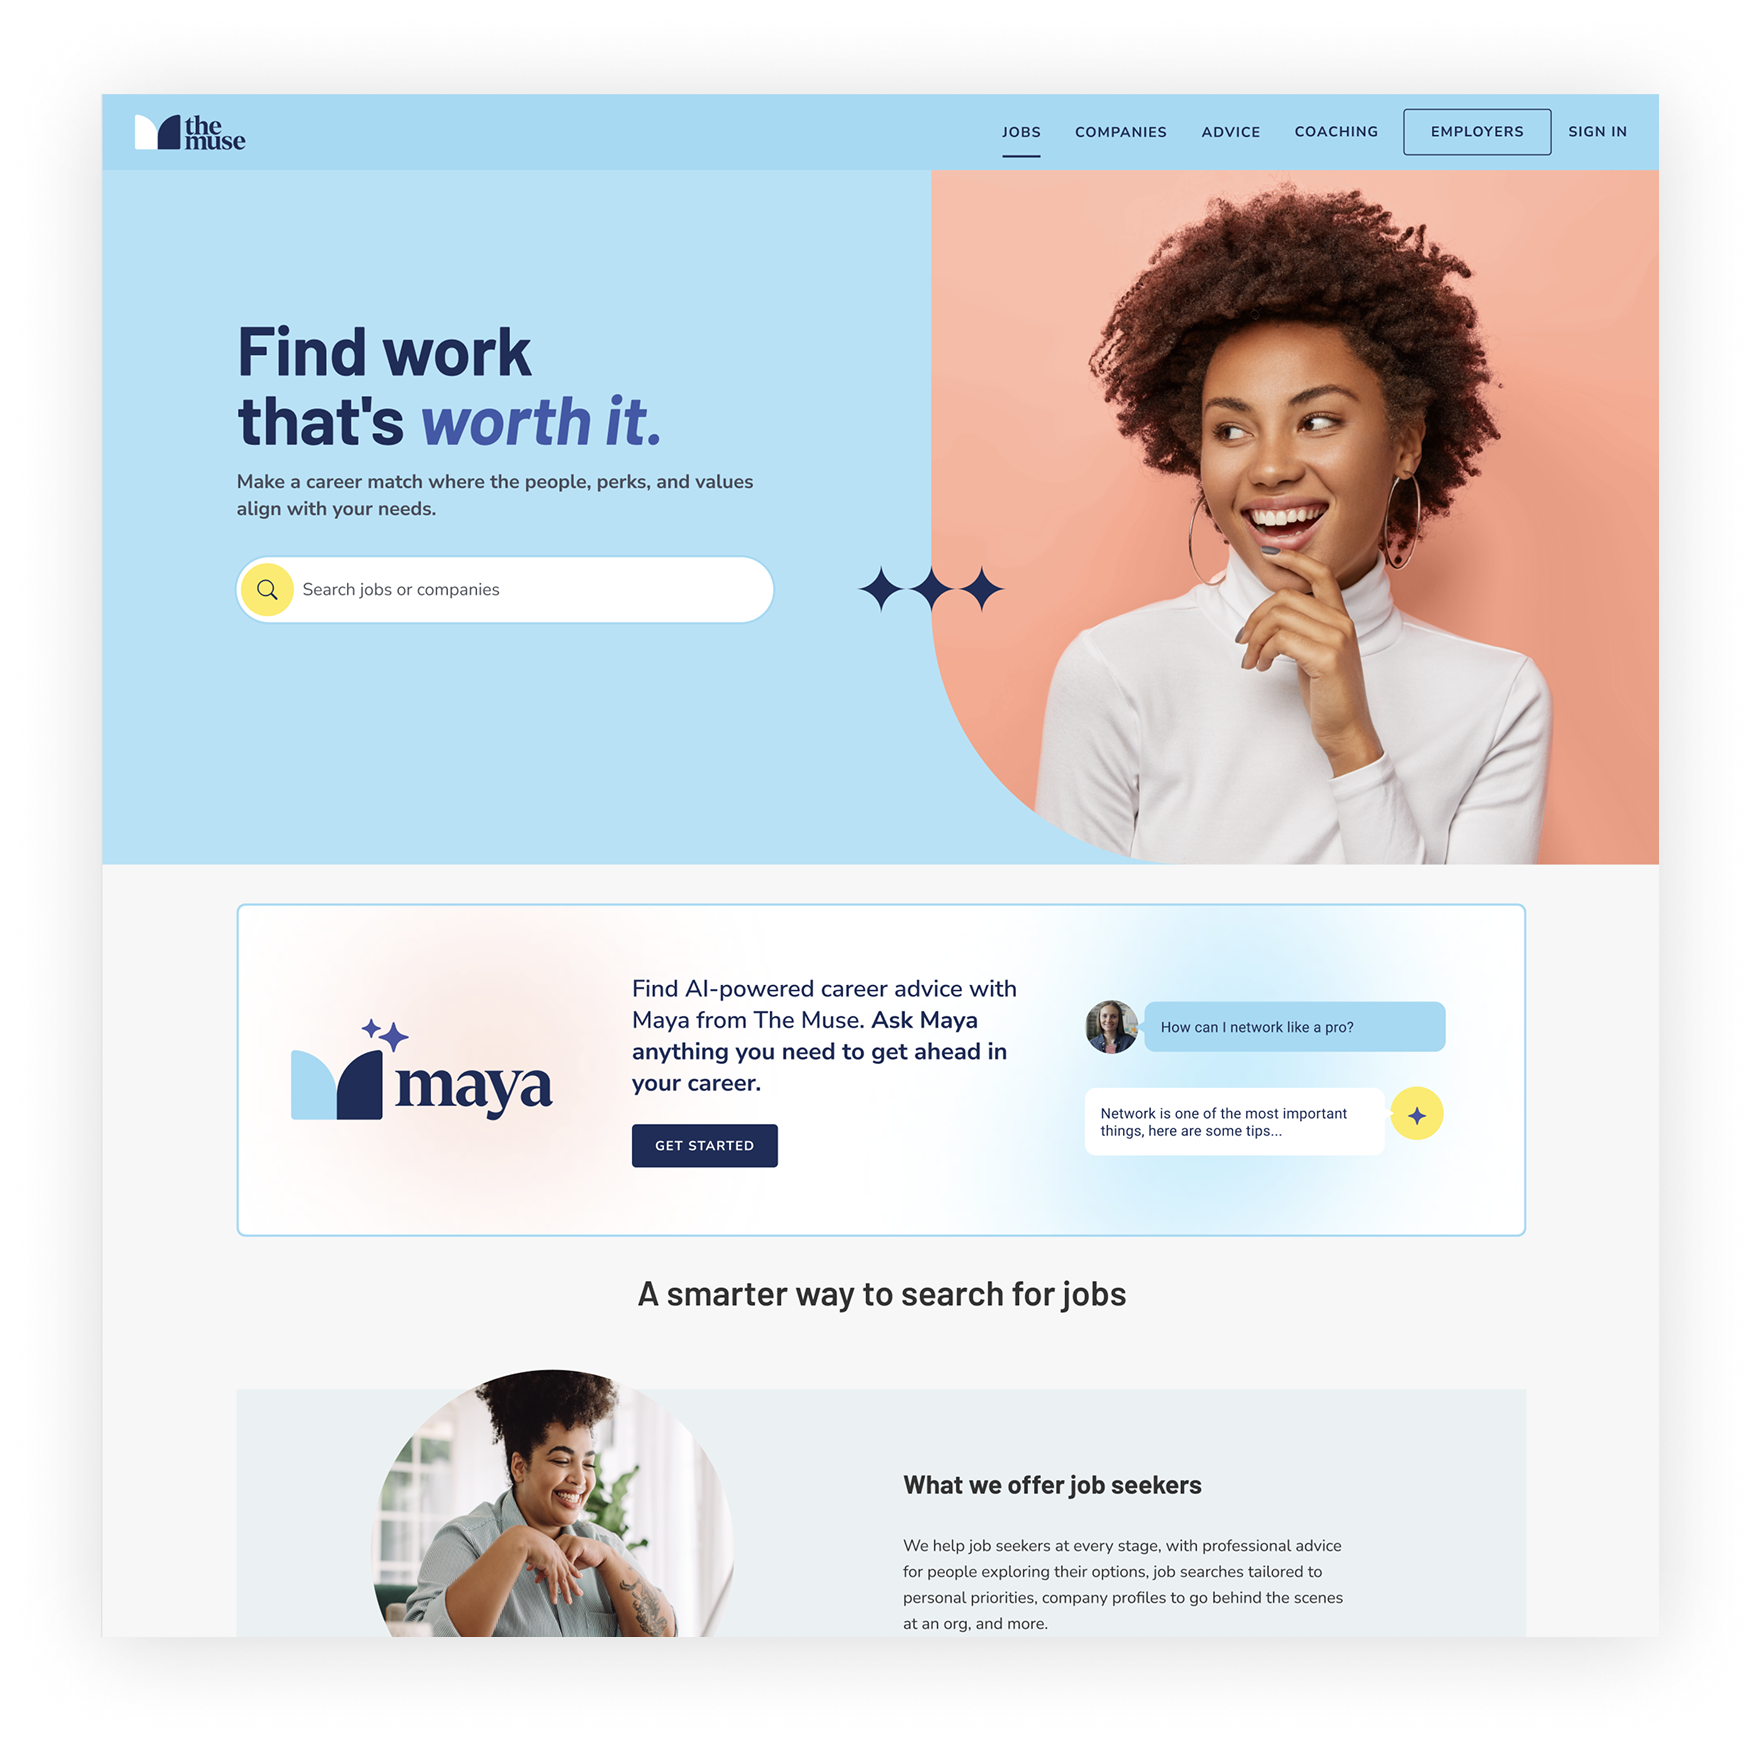 the
muse
JOBS
COMPANIES
ADVICE
COACHING
EMPLOYERS
SIGN IN
Find work
that's worth it.
Make a career match where the people, perks, and values
align with your needs.
Search jobs or companies
maya
Find AI-powered career advice with
Maya from The Muse. Ask Maya
anything you need to get ahead in
your career.
GET STARTED
How can I network like a pro?
Network is one of the most important
things, here are some tips...
A smarter way to search for jobs
What we offer job seekers
We help job seekers at every stage, with professional advice
for people exploring their options, job searches tailored to
personal priorities, company profiles to go behind the scenes
at an org, and more.